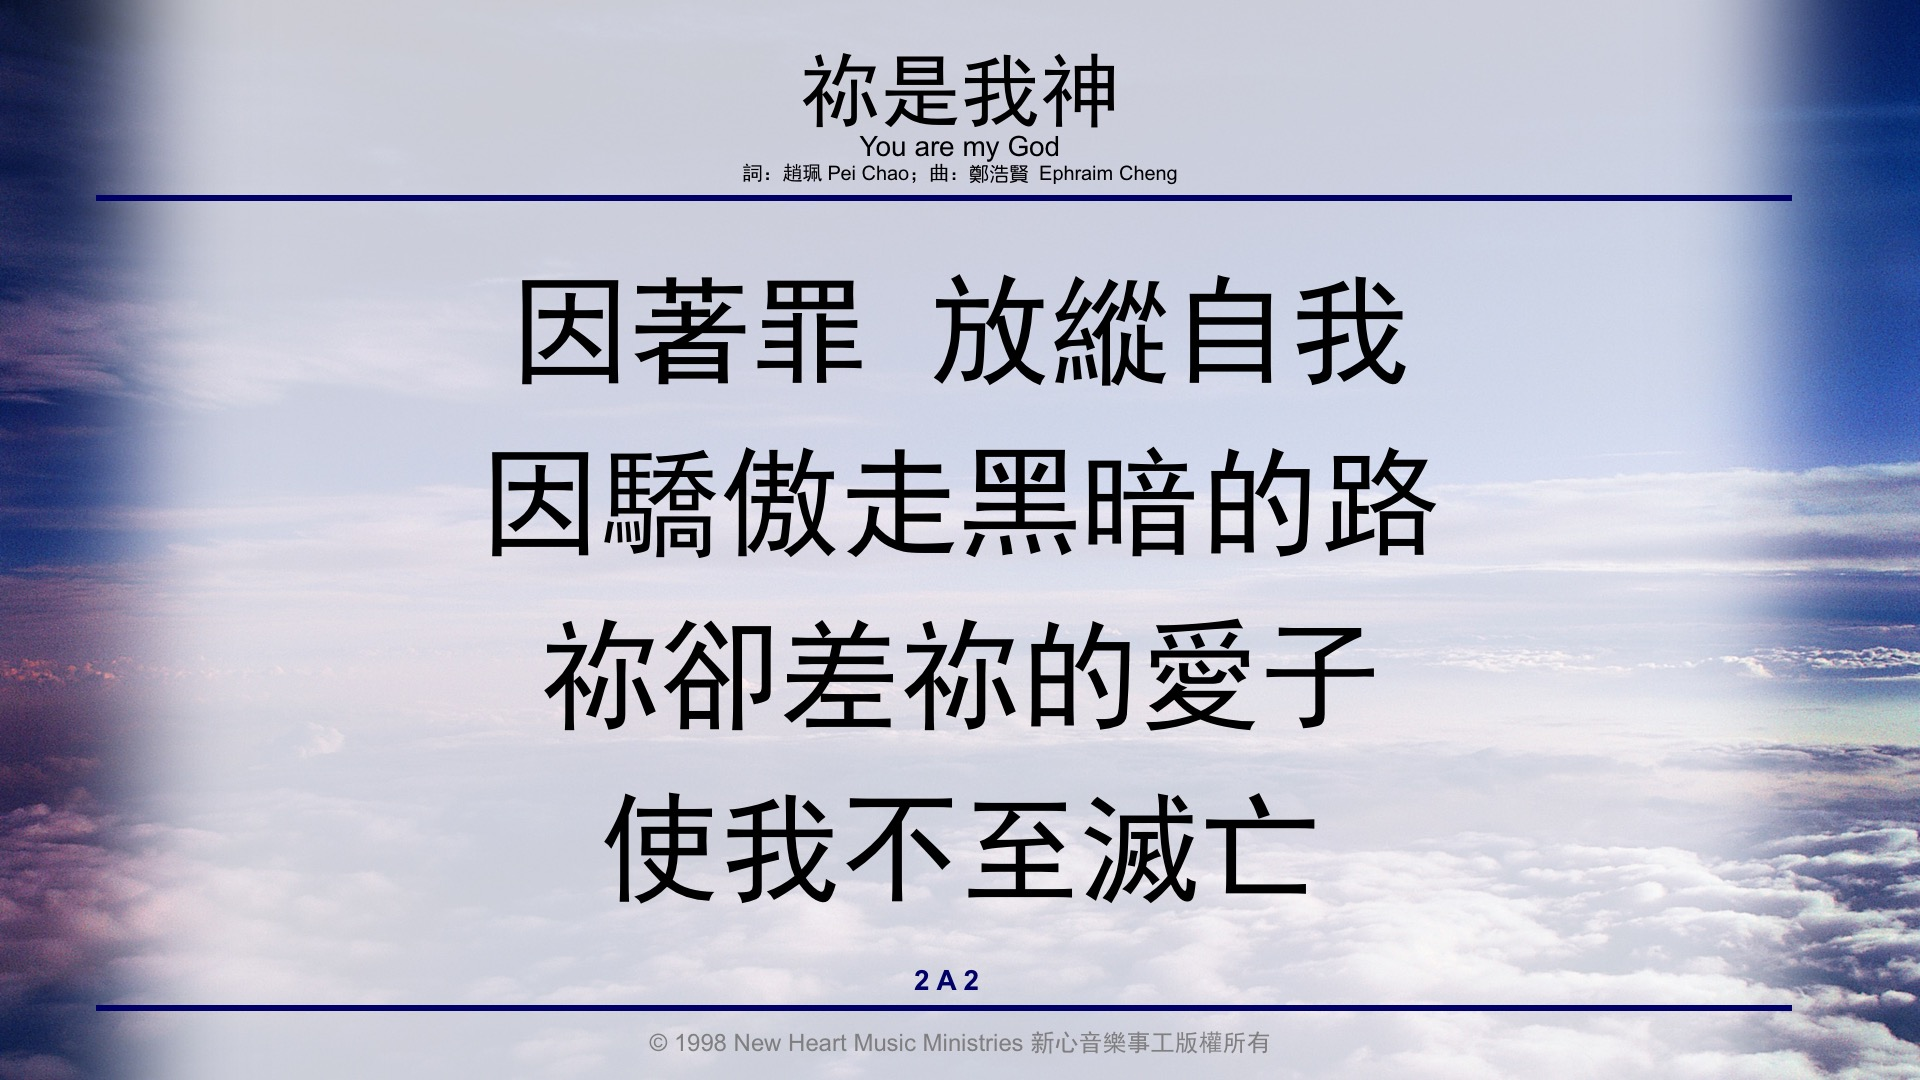 祢是我神
You are my God
詞：趙珮 Pei Chao；曲：鄭浩賢 Ephraim Cheng
因著罪 放縱自我
因驕傲走黑暗的路
祢卻差祢的愛子
使我不至滅亡
2 A 2
© 1998 New Heart Music Ministries 新心音樂事工版權所有